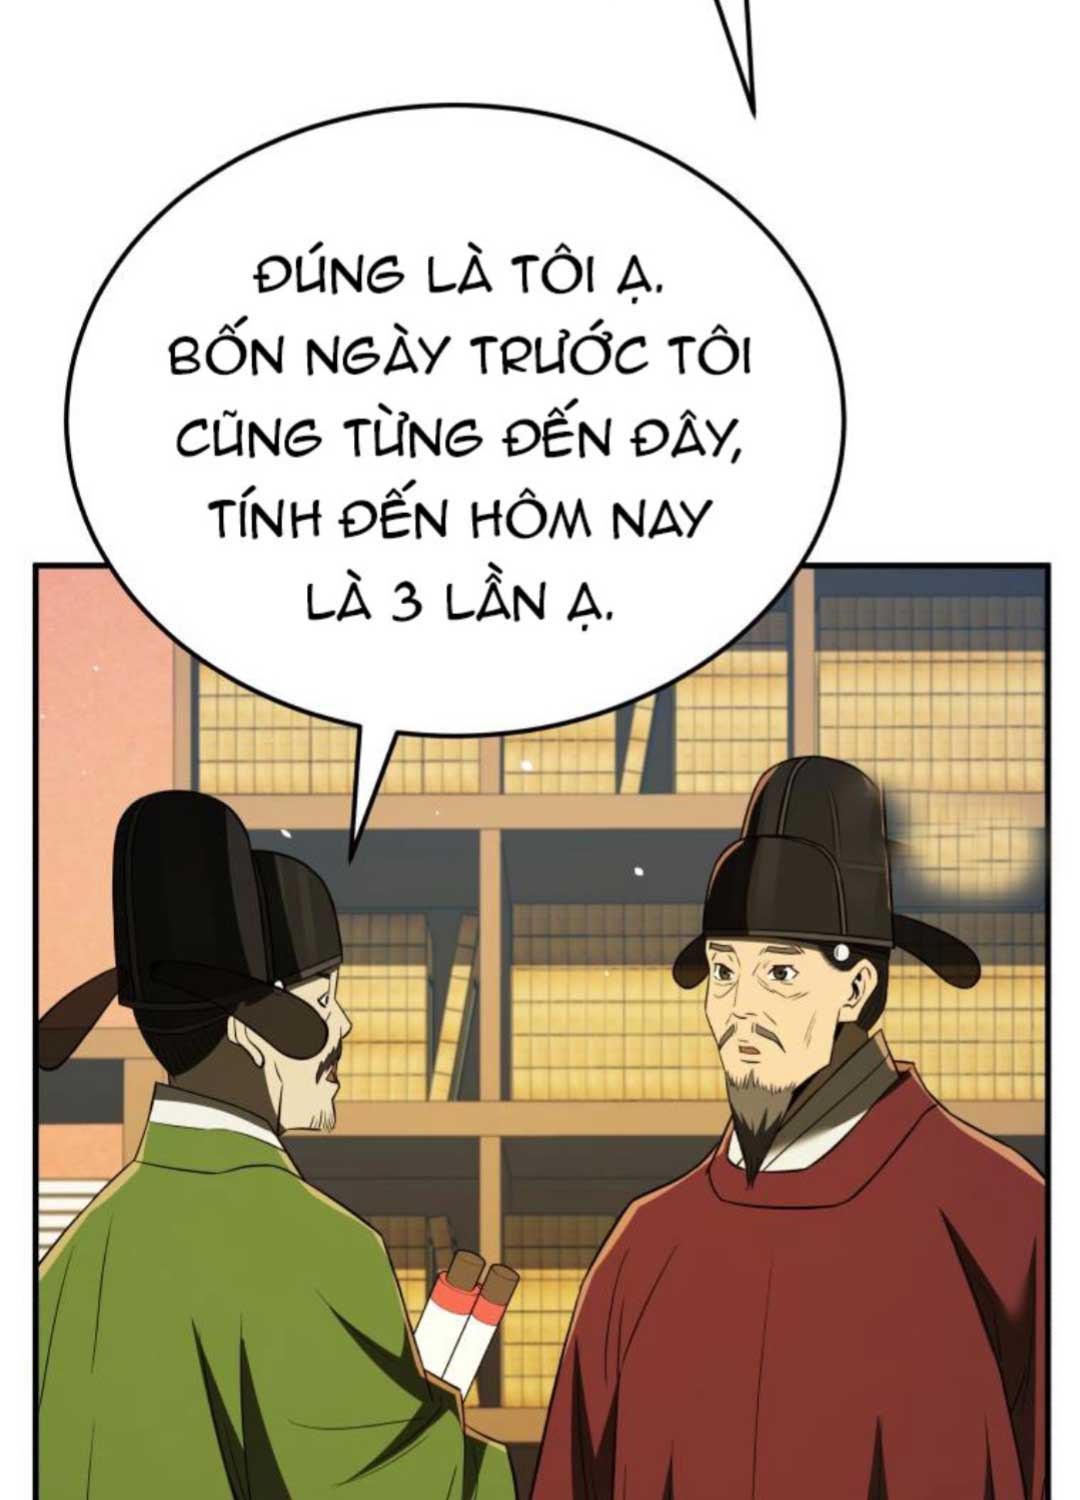 ĐÚNG LÀ TÔI Ạ.
BỐN NGÀY TRƯỚC TÔI
CŨNG TỪNG ĐẾN ĐÂY,
TÍNH ĐẾN HÔM NAY
LÀ 3 LẦN Ạ.